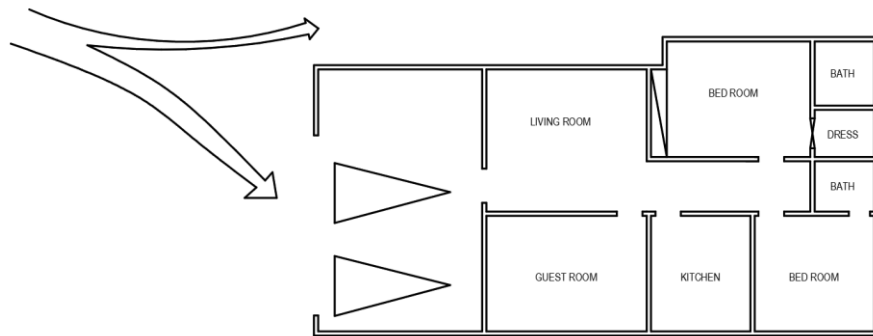 BATH
BED ROOM
LIVING ROOM
DRESS
BATH
GUEST ROOM
KITCHEN
BED ROOM